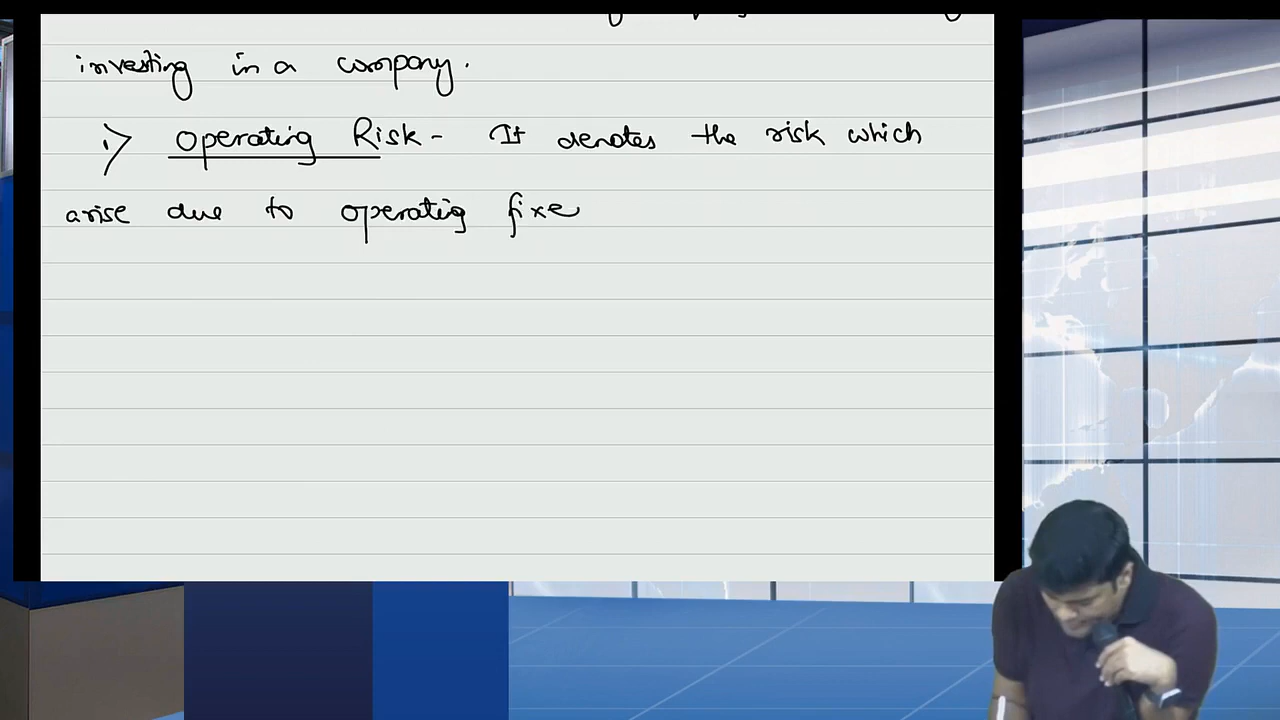 investing in a company.
i> Operating Risk - It denotes the risk which
arise due to operating fixe